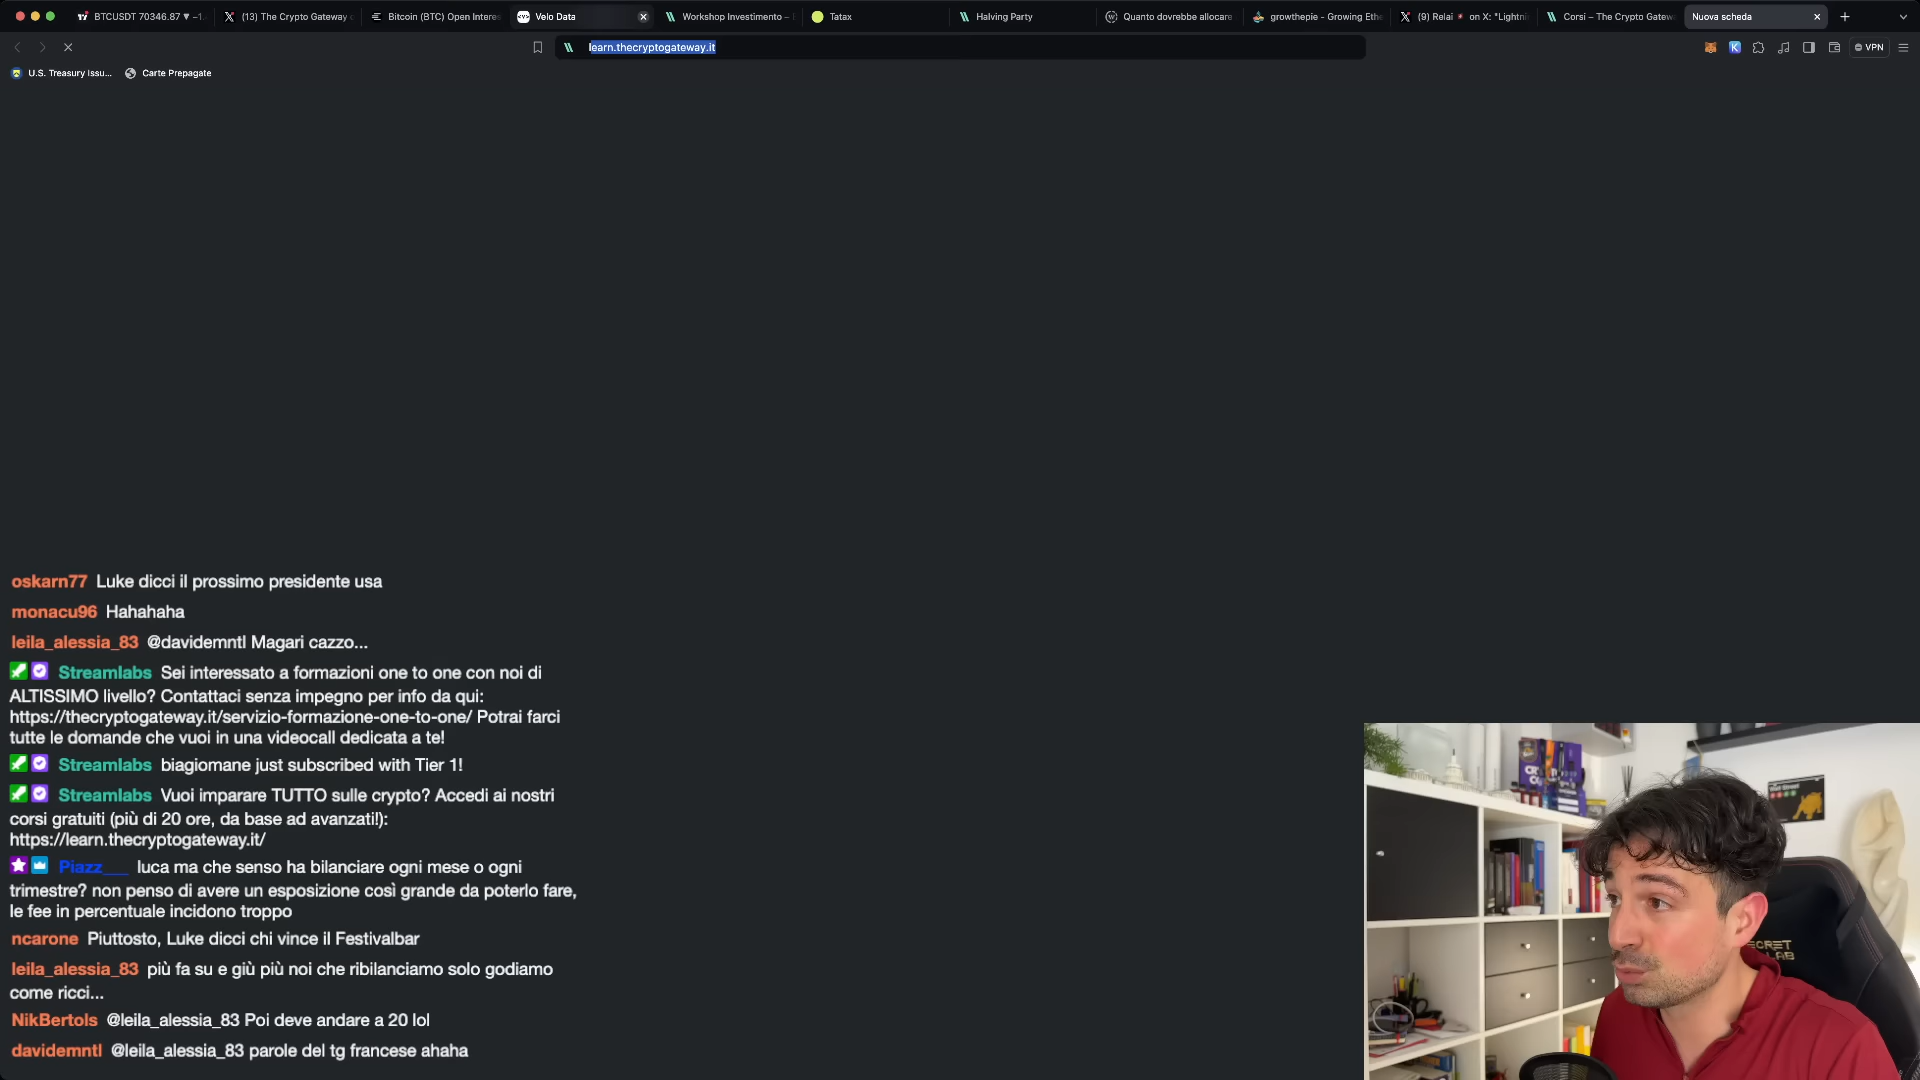 BTCUSDT 70346.87 ▼ −1.
(13) The Crypto Gateway
Bitcoin (BTC) Open Intere
Velo Data
Workshop Investimento –
Tatax
Halving Party
Quanto dovrebbe allocare
growthepie - Growing Eth
(9) Relai on X: "Lightni
Corsi – The Crypto Gatew
Nuova scheda
learn.thecryptogateway.it
VPN
U.S. Treasury Issu...
Carte Prepagate
oskarn77 Luke dicci il prossimo presidente usa
monacu96 Hahahaha
leila_alessia_83 @davidemntl Magari cazzo...
Streamlabs Sei interessato a formazioni one to one con noi di
ALTISSIMO livello? Contattaci senza impegno per info da qui:
https://thecryptogateway.it/servizio-formazione-one-to-one/ Potrai farci
tutte le domande che vuoi in una videocall dedicata a te!
Streamlabs biagiomane just subscribed with Tier 1!
Streamlabs Vuoi imparare TUTTO sulle crypto? Accedi ai nostri
corsi gratuiti (più di 20 ore, da base ad avanzati!):
https://learn.thecryptogateway.it/
Piazz___ luca ma che senso ha bilanciare ogni mese o ogni
trimestre? non penso di avere un esposizione così grande da poterlo fare,
le fee in percentuale incidono troppo
ncarone Piuttosto, Luke dicci chi vince il Festivalbar
leila_alessia_83 più fa su e giù più noi che ribilanciamo solo godiamo
come ricci...
NikBertols @leila_alessia_83 Poi deve andare a 20 lol
davidemntl @leila_alessia_83 parole del tg francese ahaha